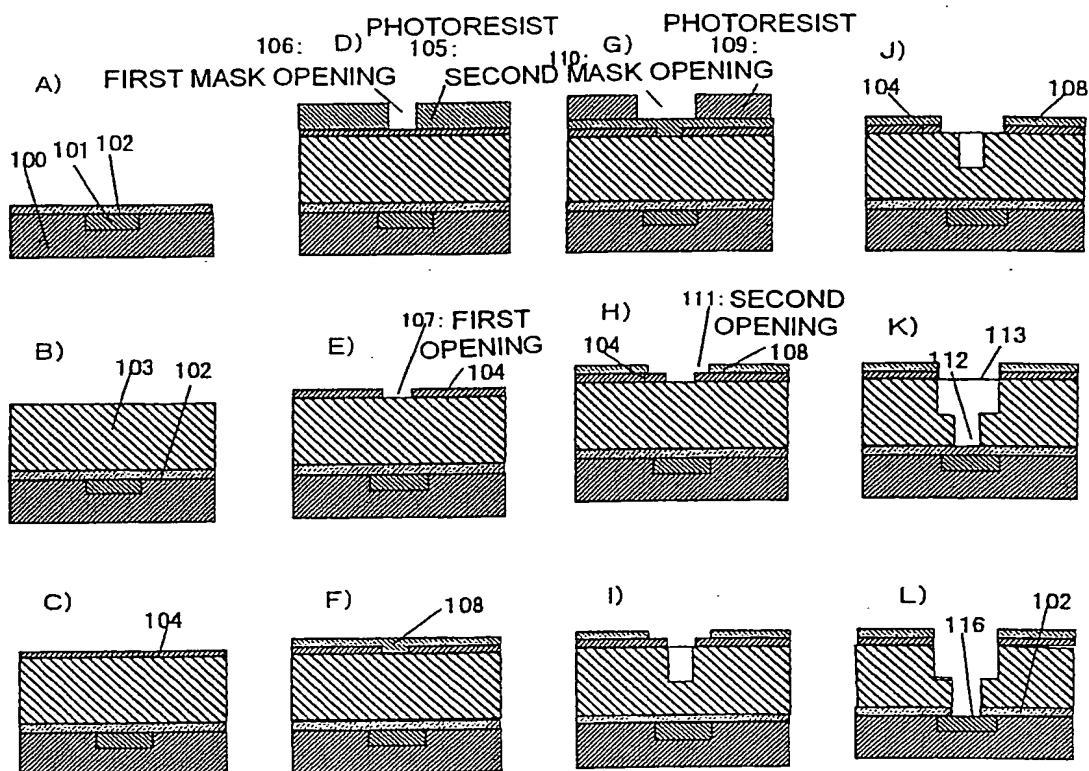 A)
100
101
102
B)
103
102
C)
104
106:
D)
PHOTORESIST
105:
FIRST MASK OPENING
E)
107: FIRST
OPENING
104
F)
108
G)
PHOTORESIST
109:
110:
SECOND MASK OPENING
H)
104
111: SECOND
OPENING
108
I)
J)
104
108
K)
112
113
L)
116
102